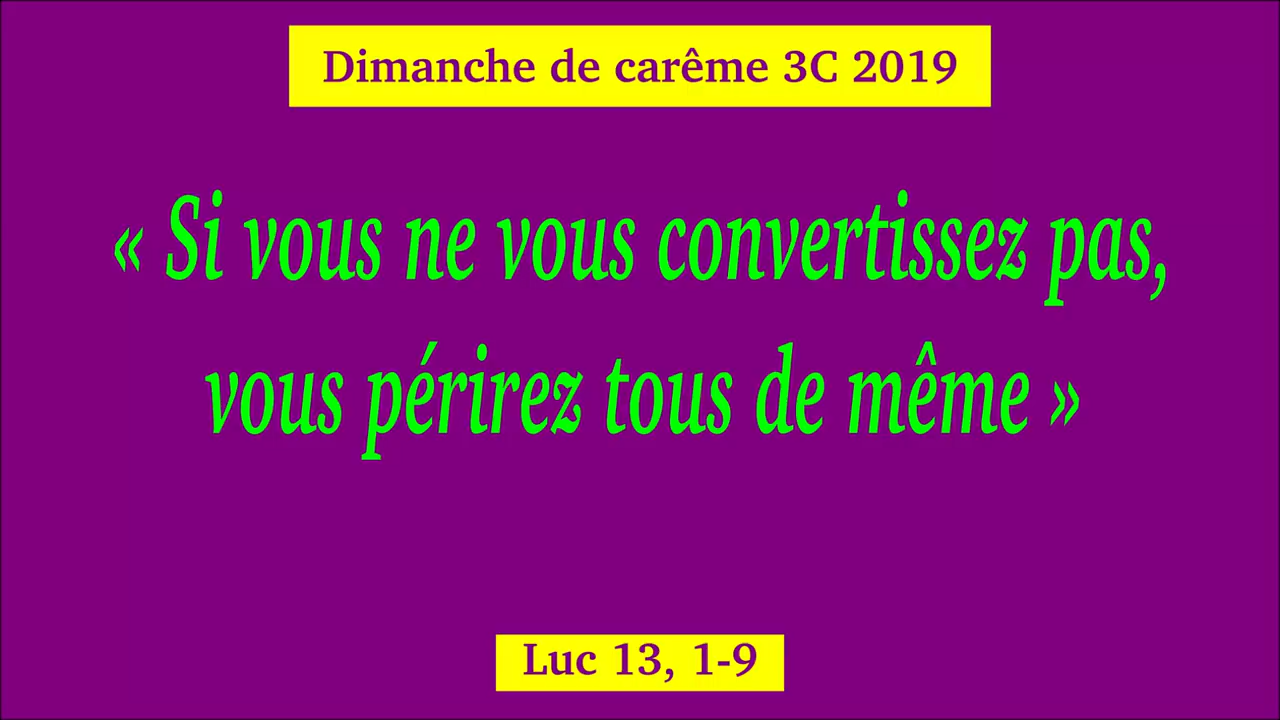 Dimanche de carême 3C 2019
« Si vous ne vous convertissez pas,
vous périrez tous de même »
Luc 13, 1-9